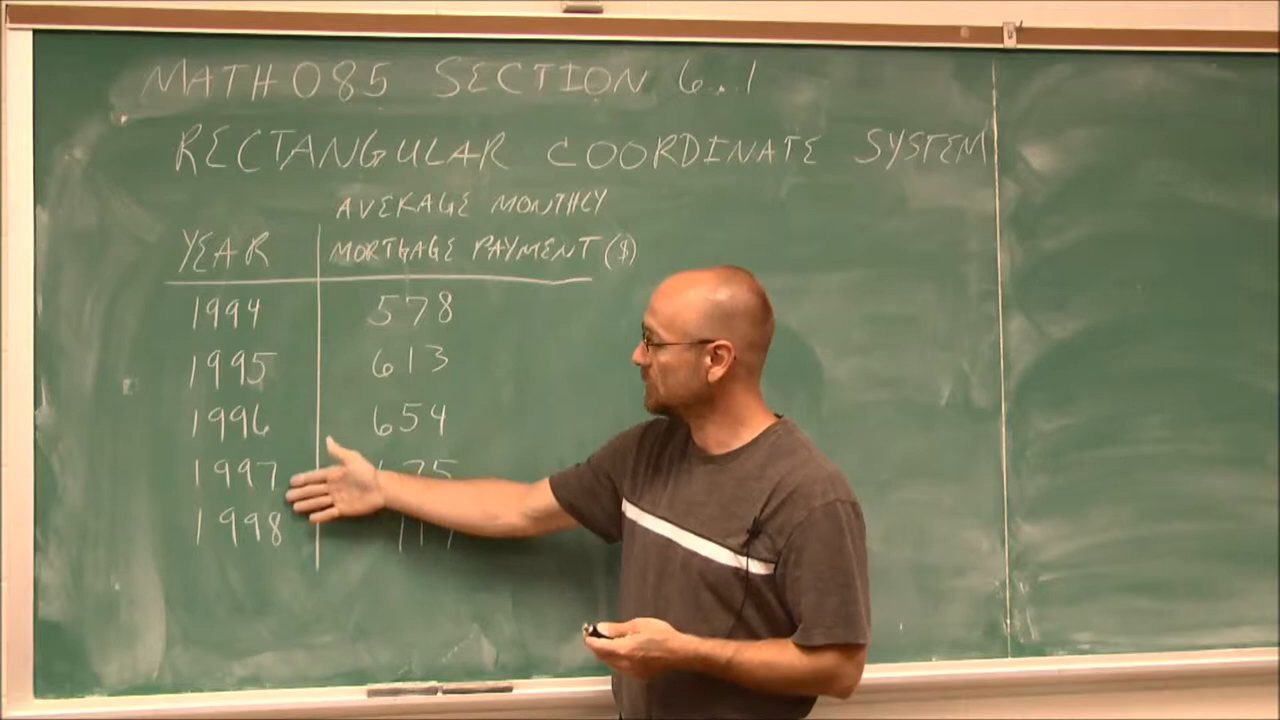 MATH 085 SECTION 6.1
RECTANGULAR COORDINATE SYSTEM
AVERAGE MONTHLY
YEAR MORTGAGE PAYMENT ($)
1994 578
1995 613
1996 654
1997
1998